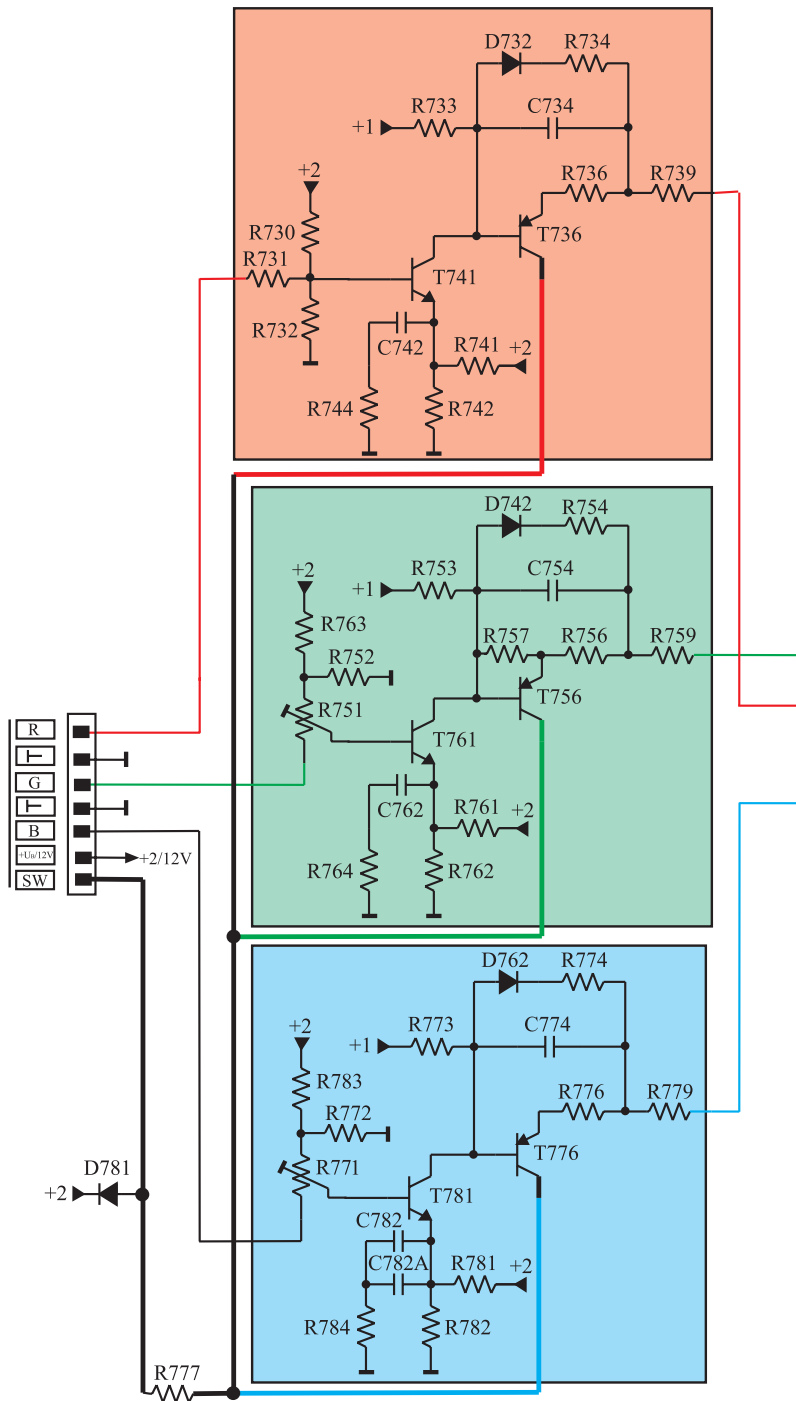 D732 R734
R733 C734
+1
+2 R736 R739
R730
R731 T736
T741
R732
C742 R741 +2
R744 R742
D742 R754
R753 C754
+2 +1
R763 R757 R756 R759
R752
R751 T756
T761
C762 R761 +2
R764 R762
R
T
G
T
B
+UB/12V +2/12V
SW
D762 R774
R773 C774
+2 +1
R783 R776 R779
R772
R771 T776
D781 T781
+2
C782
C782A R781 +2
R784 R782
R777